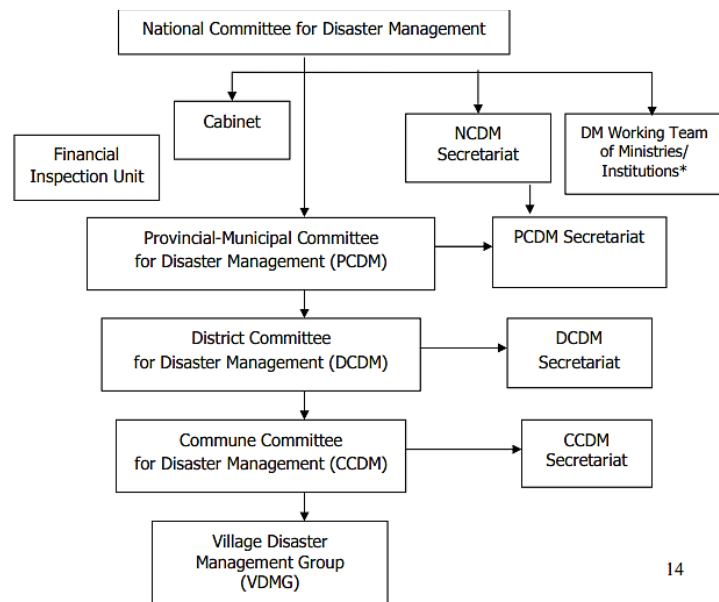 National Committee for Disaster Management
Cabinet
NCDM
Secretariat
DM Working Team
of Ministries/
Institutions*
Financial
Inspection Unit
Provincial-Municipal Committee
for Disaster Management (PCDM)
PCDM Secretariat
District Committee
for Disaster Management (DCDM)
DCDM
Secretariat
Commune Committee
for Disaster Management (CCDM)
CCDM
Secretariat
Village Disaster
Management Group
(VDMG)
14